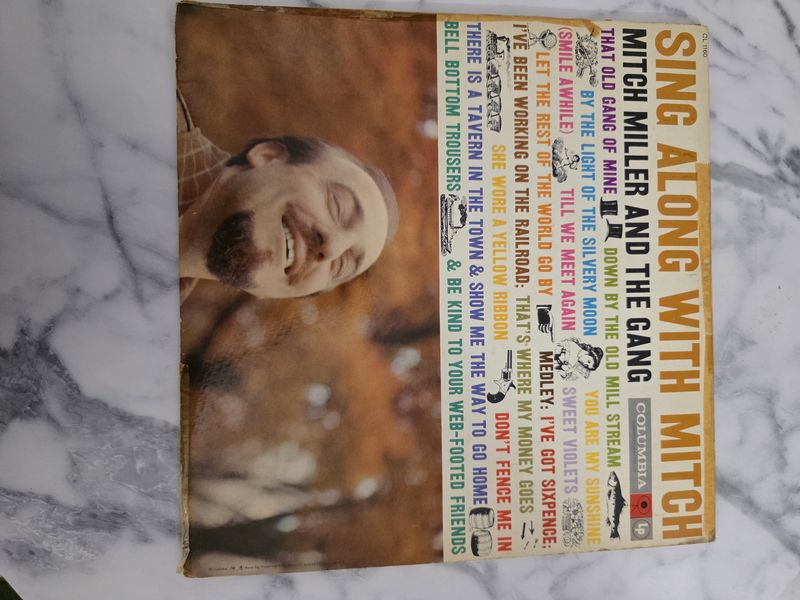 CL 1160
SING ALONG WITH MITCH
MITCH MILLER AND THE GANG
COLUMBIA
LP
THAT OLD GANG OF MINE DOWN BY THE OLD MILL STREAM
BY THE LIGHT OF THE SILVERY MOON YOU ARE MY SUNSHINE
(SMILE AWHILE) TILL WE MEET AGAIN SWEET VIOLETS
LET THE REST OF THE WORLD GO BY MEDLEY: I'VE GOT SIXPENCE;
I'VE BEEN WORKING ON THE RAILROAD; THAT'S WHERE MY MONEY GOES
SHE WORE A YELLOW RIBBON DON'T FENCE ME IN
THERE IS A TAVERN IN THE TOWN & SHOW ME THE WAY TO GO HOME
BELL BOTTOM TROUSERS & BE KIND TO YOUR WEB-FOOTED FRIENDS